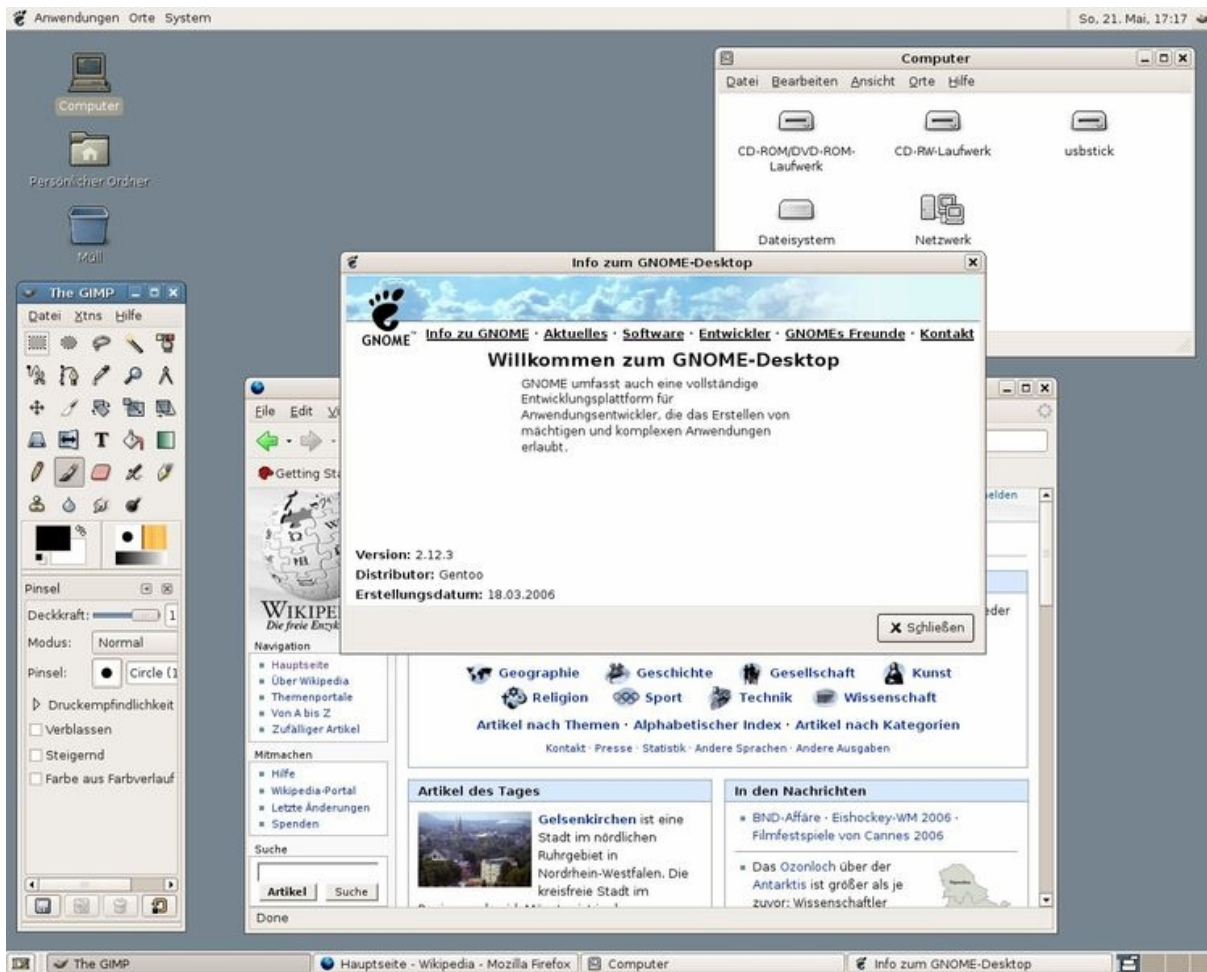 Anwendungen Orte System
So, 21. Mai, 17:17
Computer
Persönlicher Ordner
Müll
Computer
Datei Bearbeiten Ansicht Orte Hilfe
CD-ROM/DVD-ROM-
Laufwerk
CD-RW-Laufwerk
usbstick
Dateisystem
Netzwerk
Info zum GNOME-Desktop
GNOME™
Info zu GNOME · Aktuelles · Software · Entwickler · GNOMEs Freunde · Kontakt
Willkommen zum GNOME-Desktop
GNOME umfasst auch eine vollständige
Entwicklungsplattform für
Anwendungsentwickler, die das Erstellen von
mächtigen und komplexen Anwendungen
erlaubt.
Version: 2.12.3
Distributor: Gentoo
Erstellungsdatum: 18.03.2006
Schließen
The GIMP
Datei Xtns Hilfe
Pinsel
Deckkraft: 1
Modus: Normal
Pinsel: Circle (1
Druckempfindlichkeit
Verblassen
Steigernd
Farbe aus Farbverlauf
File Edit
Getting Sta
WIKIPE
Die freie Enzyk
Navigation
Hauptseite
Über Wikipedia
Themenportale
Von A bis Z
Zufälliger Artikel
Mitmachen
Hilfe
Wikipedia-Portal
Letzte Änderungen
Spenden
Suche
Artikel Suche
Geographie Geschichte Gesellschaft Kunst
Religion Sport Technik Wissenschaft
Artikel nach Themen · Alphabetischer Index · Artikel nach Kategorien
Kontakt · Presse · Statistik · Andere Sprachen · Andere Ausgaben
Artikel des Tages
Gelsenkirchen ist eine
Stadt im nördlichen
Ruhrgebiet in
Nordrhein-Westfalen. Die
kreisfreie Stadt im
In den Nachrichten
BND-Affäre · Eishockey-WM 2006 ·
Filmfestspiele von Cannes 2006
Das Ozonloch über der
Antarktis ist größer als je
zuvor: Wissenschaftler
Done
The GIMP
Hauptseite - Wikipedia - Mozilla Firefox
Computer
Info zum GNOME-Desktop